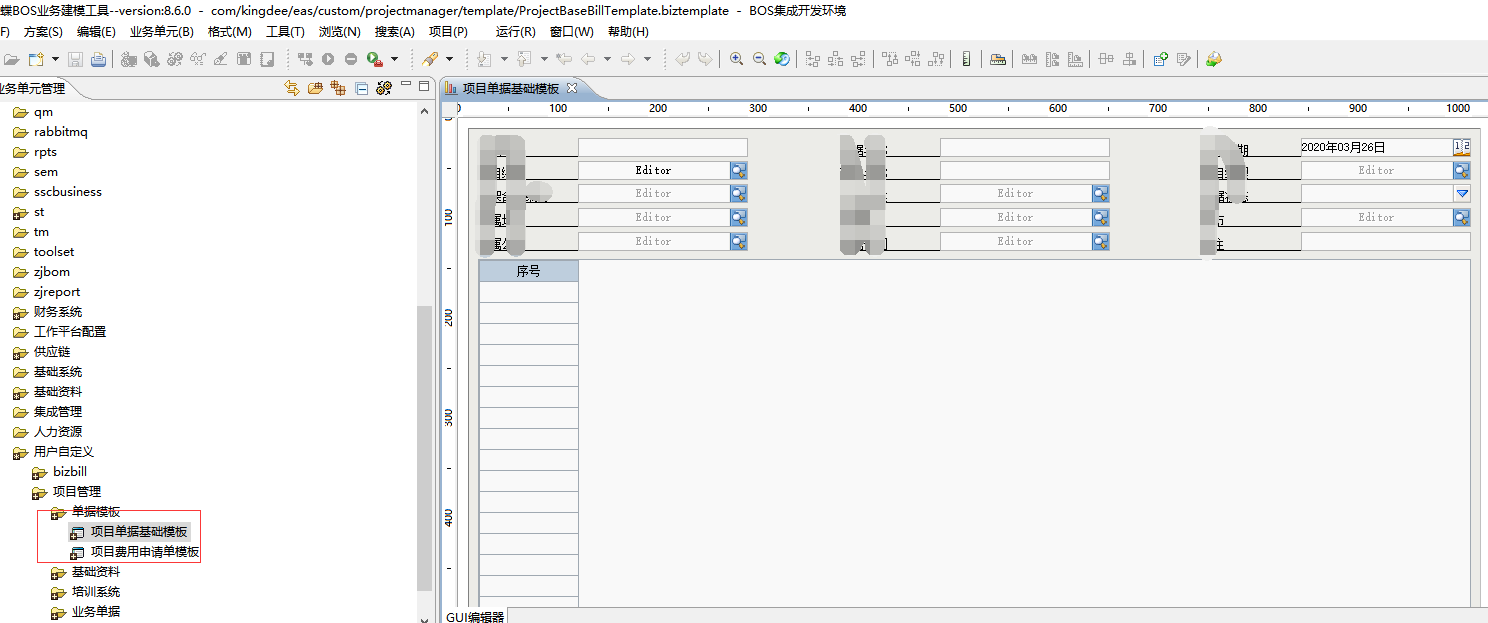 蝶BOS业务建模工具--version:8.6.0 - com/kingdee/eas/custom/projectmanager/template/ProjectBaseBillTemplate.biztemplate - BOS集成开发环境
F) 方案(S) 编辑(E) 业务单元(B) 格式(M) 工具(T) 浏览(N) 搜索(A) 项目(P) 运行(R) 窗口(W) 帮助(H)
务单元管理
qm
rabbitmq
rpts
sem
sscbusiness
st
tm
toolset
zjbom
zjreport
财务系统
工作平台配置
供应链
基础系统
基础资料
集成管理
人力资源
用户自定义
bizbill
项目管理
单据模板
项目单据基础模板
项目费用申请单模板
基础资料
培训系统
业务单据
项目单据基础模板
0 100 200 300 400 500 600 700 800 900 1000
100
200
300
400
期 2020年03月26日
Editor Editor
Editor Editor
Editor Editor Editor
Editor Editor
序号
GUI编辑器